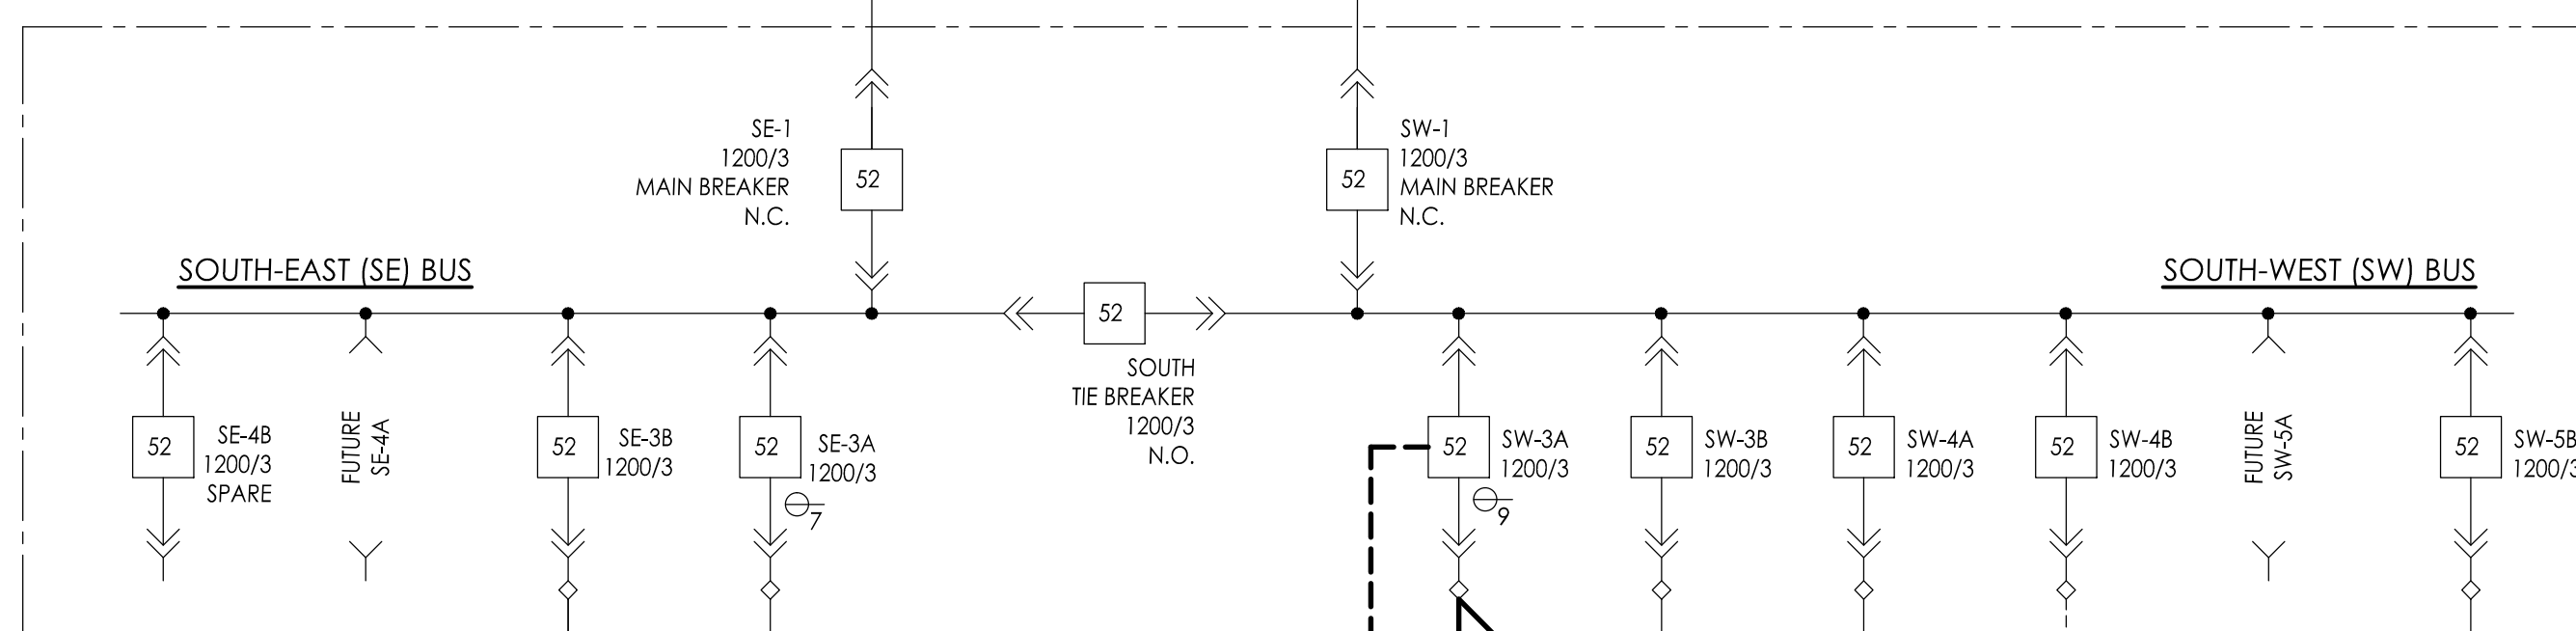 SE-1
1200/3
MAIN BREAKER
N.C.
52
52
SW-1
1200/3
MAIN BREAKER
N.C.
SOUTH-EAST (SE) BUS
SOUTH-WEST (SW) BUS
52
SOUTH
TIE BREAKER
1200/3
N.O.
52
SE-4B
1200/3
SPARE
FUTURE
SE-4A
52
SE-3B
1200/3
52
SE-3A
1200/3
7
52
SW-3A
1200/3
9
52
SW-3B
1200/3
52
SW-4A
1200/3
52
SW-4B
1200/3
FUTURE
SW-5A
52
SW-5B
1200/3